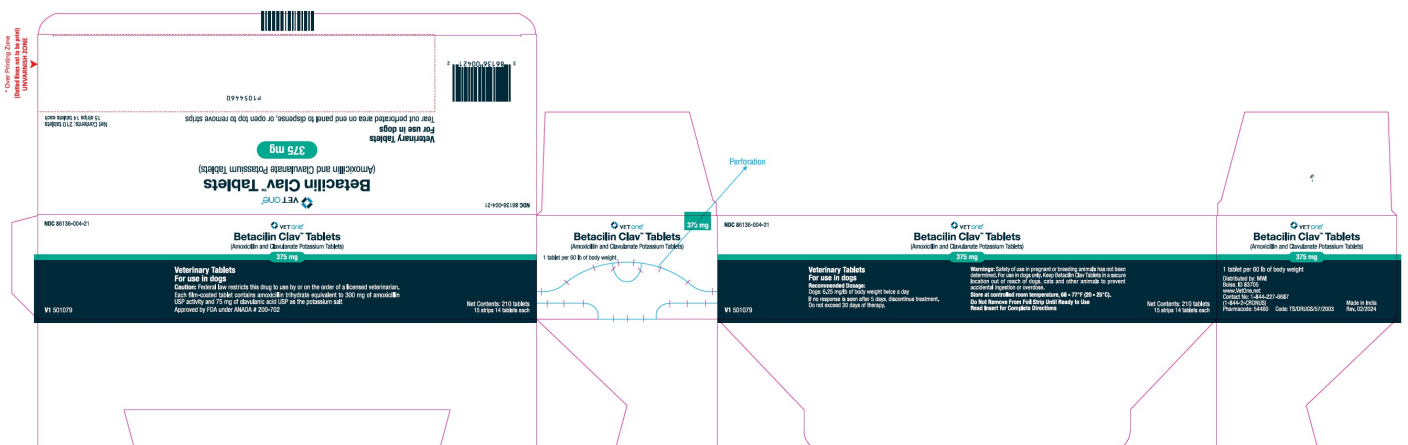 * Over Printing Zone
(Dotted lines not to be print)
UNVARNISH ZONE
3 86136 00421 2
P1054460
Tear out perforated area on end panel to dispense, or open top to remove strips
Net Contents: 210 tablets
15 strips 14 tablets each
For use in dogs
Veterinary Tablets
375 mg
(Amoxicillin and Clavulanate Potassium Tablets)
Betacilin Clav™ Tablets
VET one®
NDC 86136-004-21
Perforation
NDC 86136-004-21
VET one®
Betacilin Clav™ Tablets
(Amoxicillin and Clavulanate Potassium Tablets)
375 mg
Veterinary Tablets
For use in dogs
Caution: Federal law restricts this drug to use by or on the order of a licensed veterinarian.
Each film-coated tablet contains amoxicillin trihydrate equivalent to 300 mg of amoxicillin
USP activity and 75 mg of clavulanic acid USP as the potassium salt
Approved by FDA under ANADA # 200-702
V1 501079
Net Contents: 210 tablets
15 strips 14 tablets each
375 mg
VET one®
Betacilin Clav™ Tablets
(Amoxicillin and Clavulanate Potassium Tablets)
1 tablet per 60 lb of body weight
NDC 86136-004-21
VET one®
Betacilin Clav™ Tablets
(Amoxicillin and Clavulanate Potassium Tablets)
375 mg
Veterinary Tablets
For use in dogs
Recommended Dosage:
Dogs: 6.25 mg/lb of body weight twice a day
If no response is seen after 5 days, discontinue treatment.
Do not exceed 30 days of therapy.
Warnings: Safety of use in pregnant or breeding animals has not been
determined. For use in dogs only. Keep Betacilin Clav Tablets in a secure
location out of reach of dogs, cats and other animals to prevent
accidental ingestion or overdose.
Store at controlled room temperature, 68 - 77°F (20 - 25°C).
Do Not Remove From Foil Strip Until Ready to Use
Read Insert for Complete Directions
V1 501079
Net Contents: 210 tablets
15 strips 14 tablets each
VET one®
Betacilin Clav™ Tablets
(Amoxicillin and Clavulanate Potassium Tablets)
375 mg
1 tablet per 60 lb of body weight
Distributed by: MWI
Boise, ID 83705
www.VetOne.net
Contact No: 1-844-227-6687
(1-844-2-CRONUS)
Pharmacode: 54460 Code: TS/DRUGS/57/2003
Made in India
Rev. 02/2024